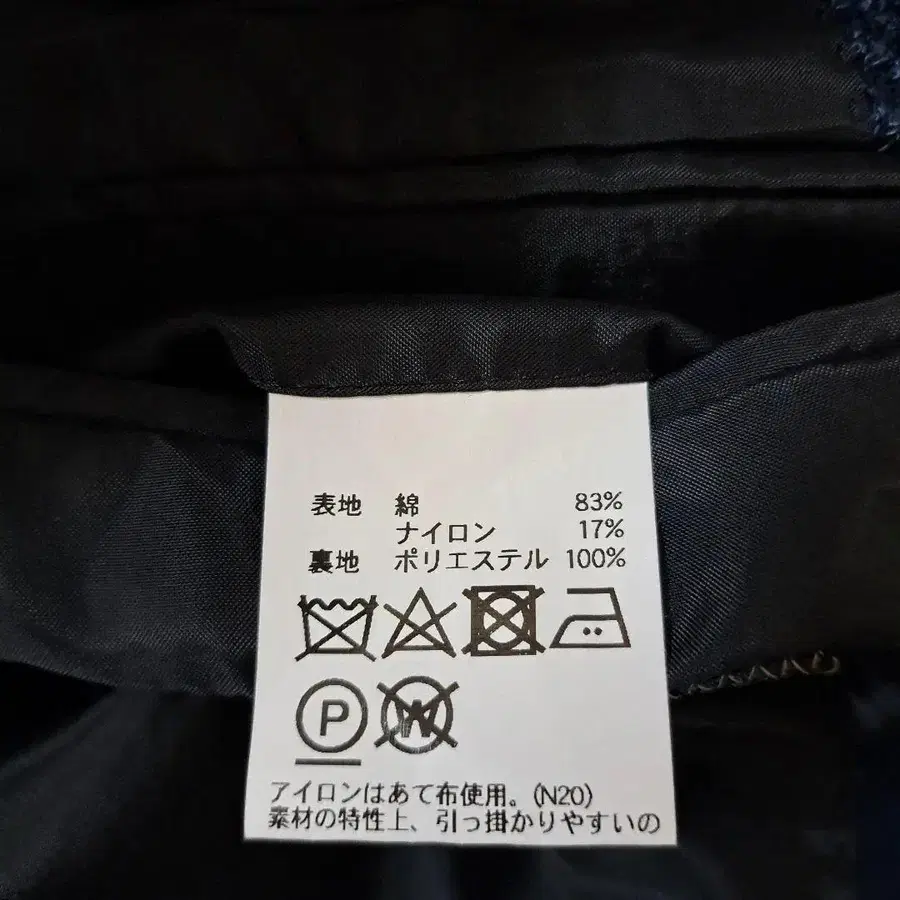 表地 綿 83%
ナイロン 17%
裏地 ポリエステル 100%
P W
アイロンはあて布使用。(N20)
素材の特性上、引っ掛かりやすいの